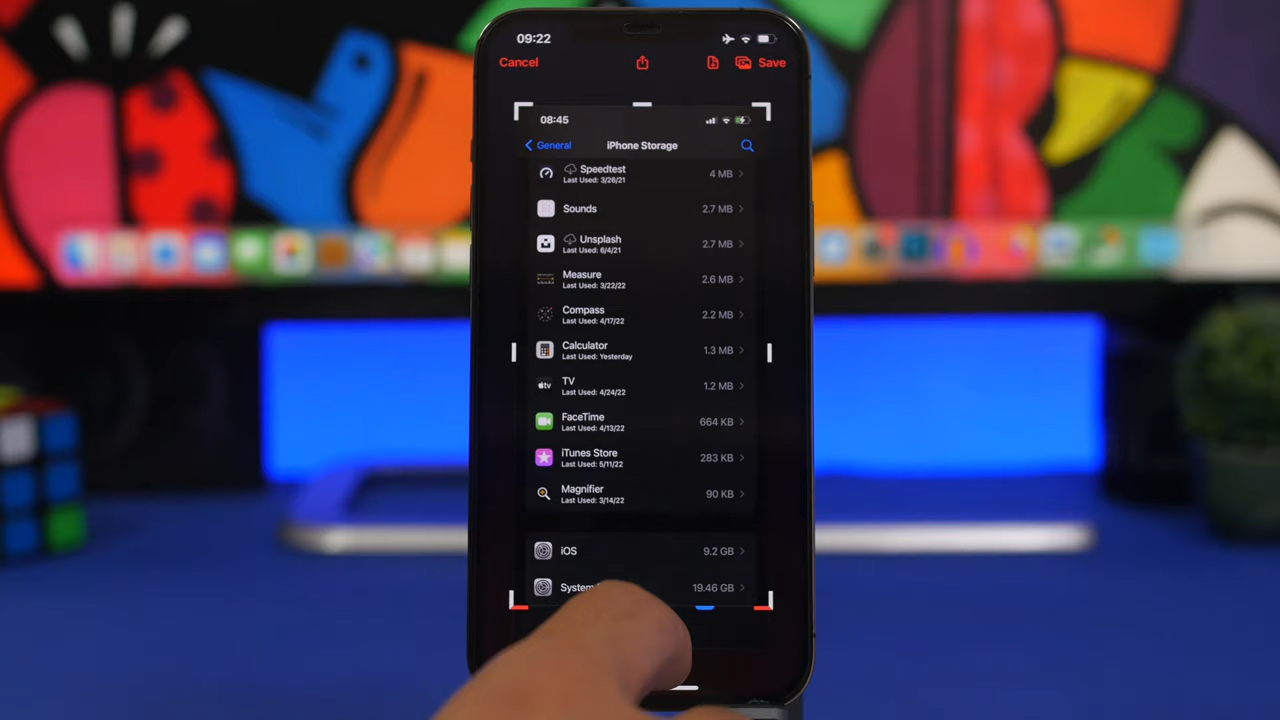 09:22
Cancel
Save
08:45
General
iPhone Storage
Speedtest
Last Used: 3/26/21
4 MB
Sounds
2.7 MB
Unsplash
Last Used: 6/4/21
2.7 MB
Measure
Last Used: 3/22/22
2.6 MB
Compass
Last Used: 4/17/22
2.2 MB
Calculator
Last Used: Yesterday
1.3 MB
tv
TV
Last Used: 4/24/22
1.2 MB
FaceTime
Last Used: 4/13/22
664 KB
iTunes Store
Last Used: 5/11/22
283 KB
Magnifier
Last Used: 3/14/22
90 KB
iOS
9.2 GB
System
19.46 GB